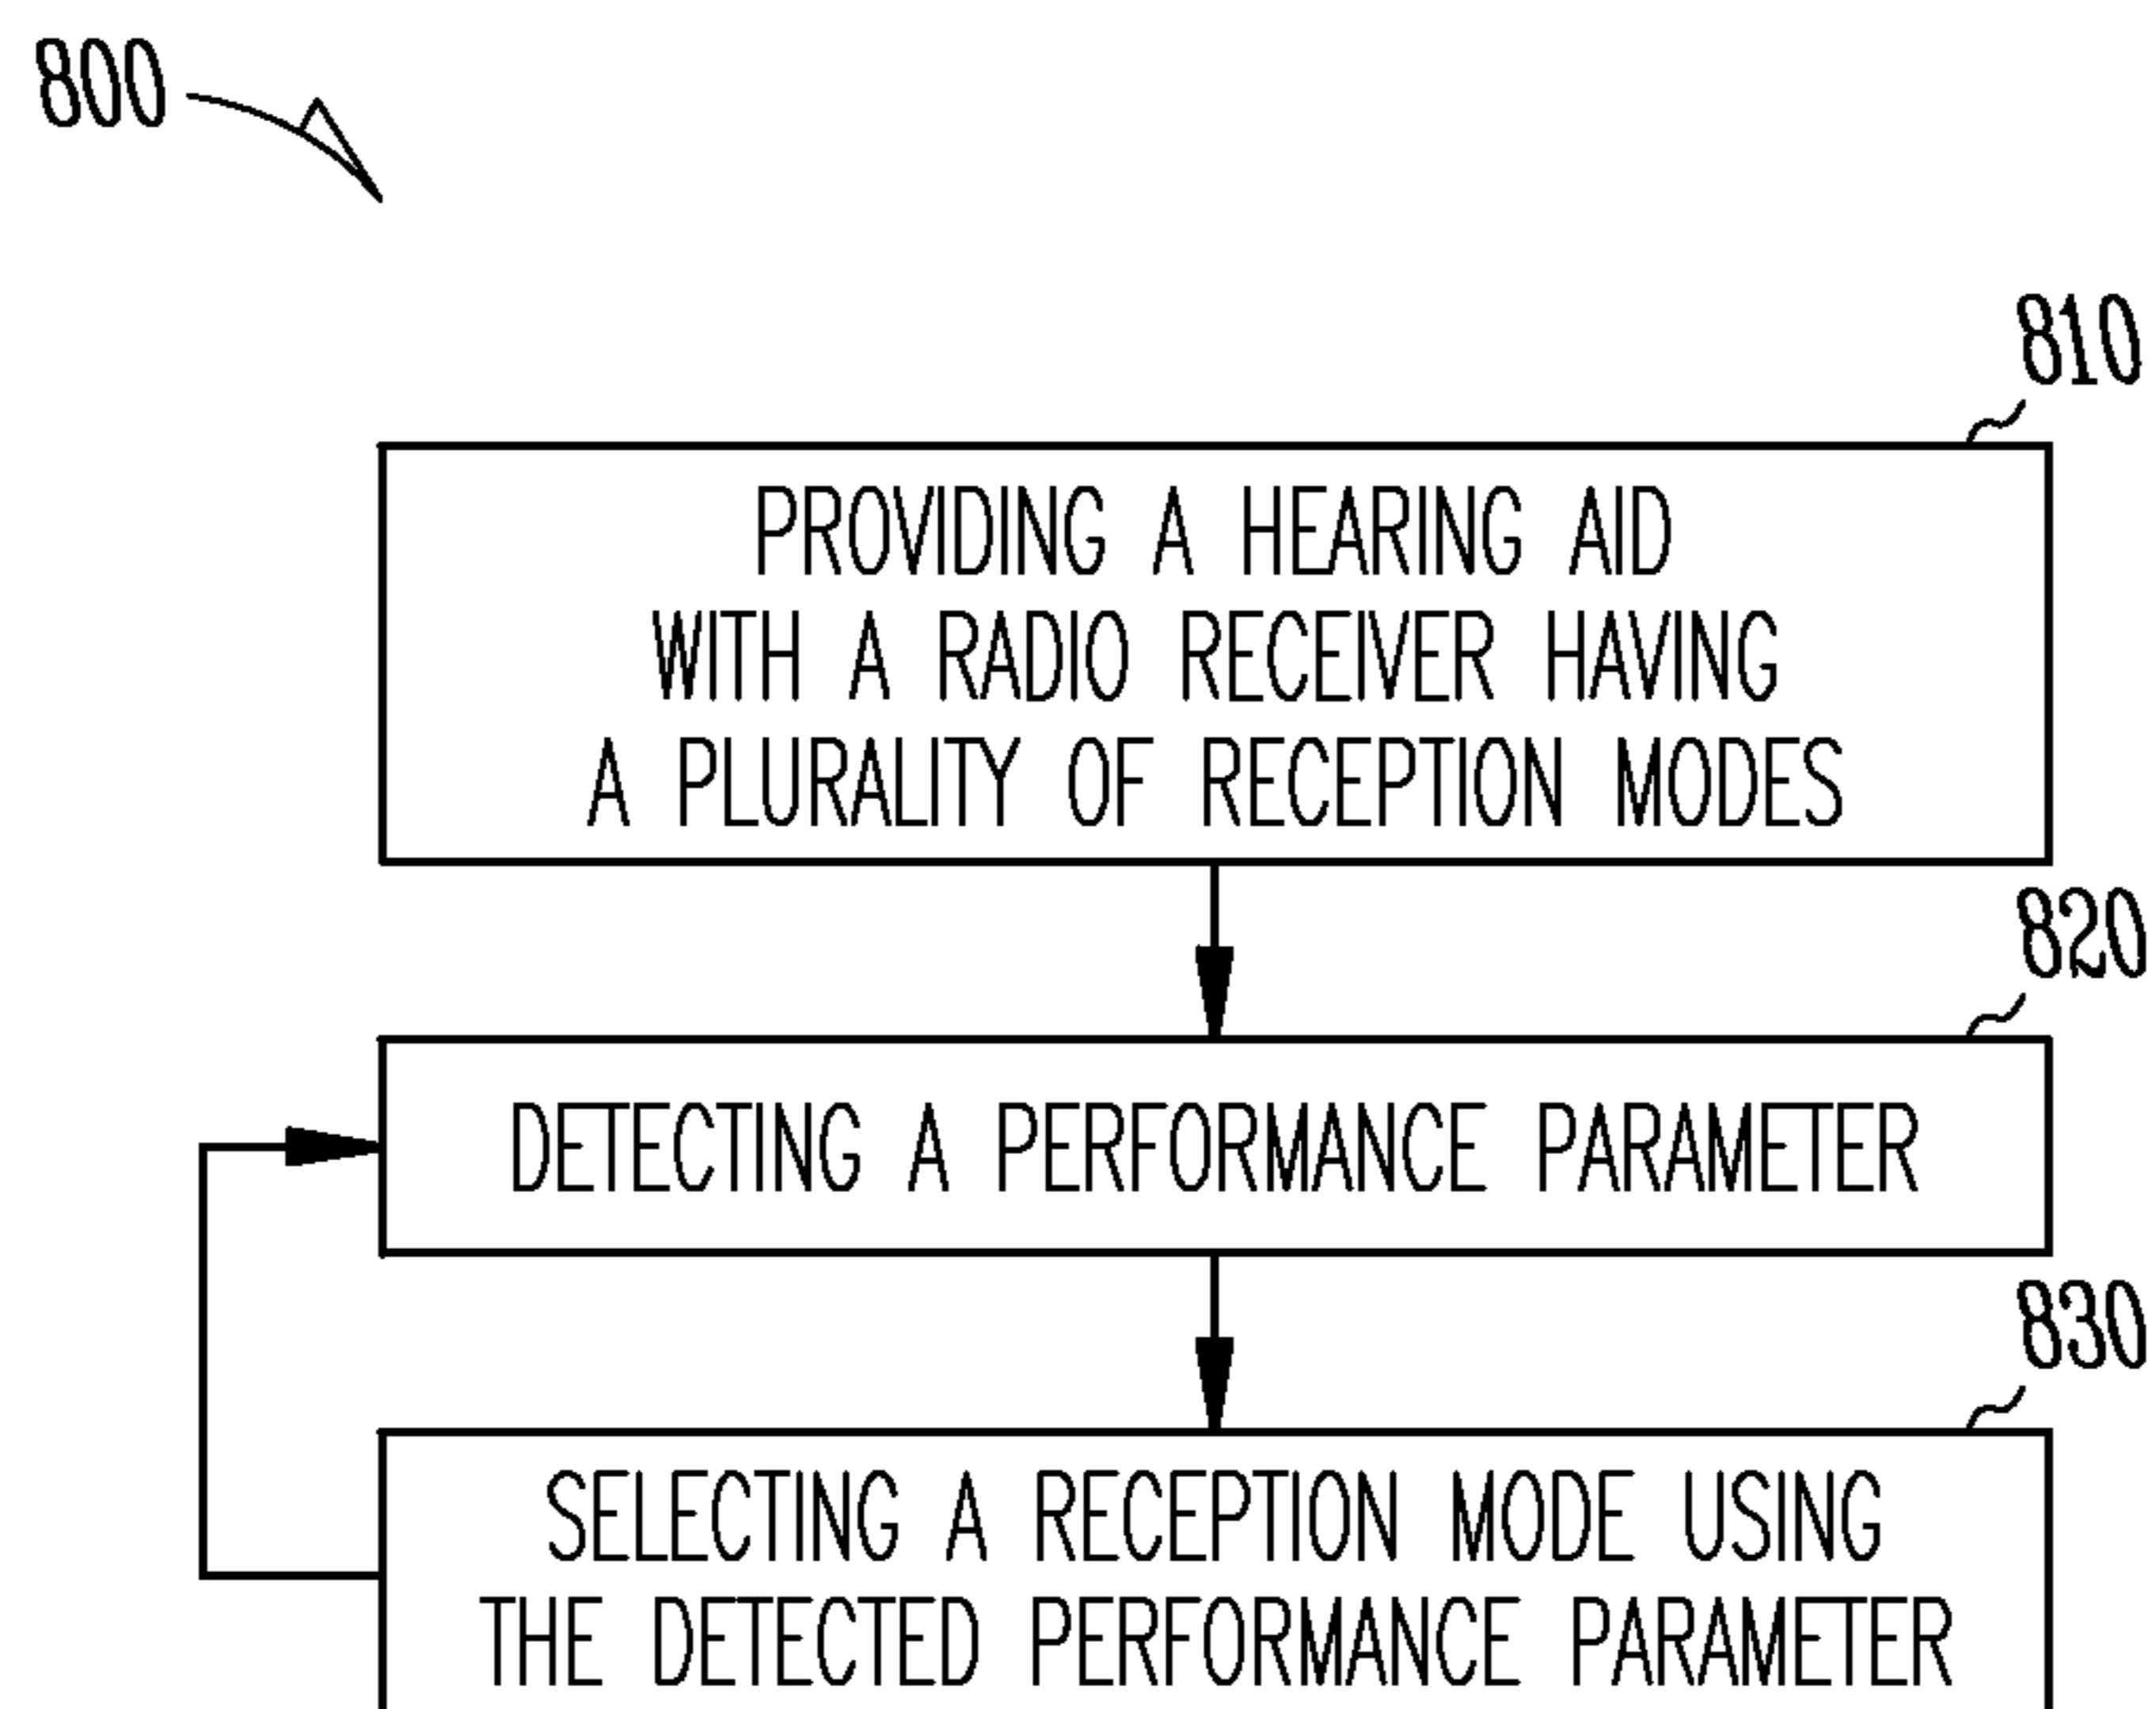 800
810
PROVIDING A HEARING AID
WITH A RADIO RECEIVER HAVING
A PLURALITY OF RECEPTION MODES
820
DETECTING A PERFORMANCE PARAMETER
830
SELECTING A RECEPTION MODE USING
THE DETECTED PERFORMANCE PARAMETER